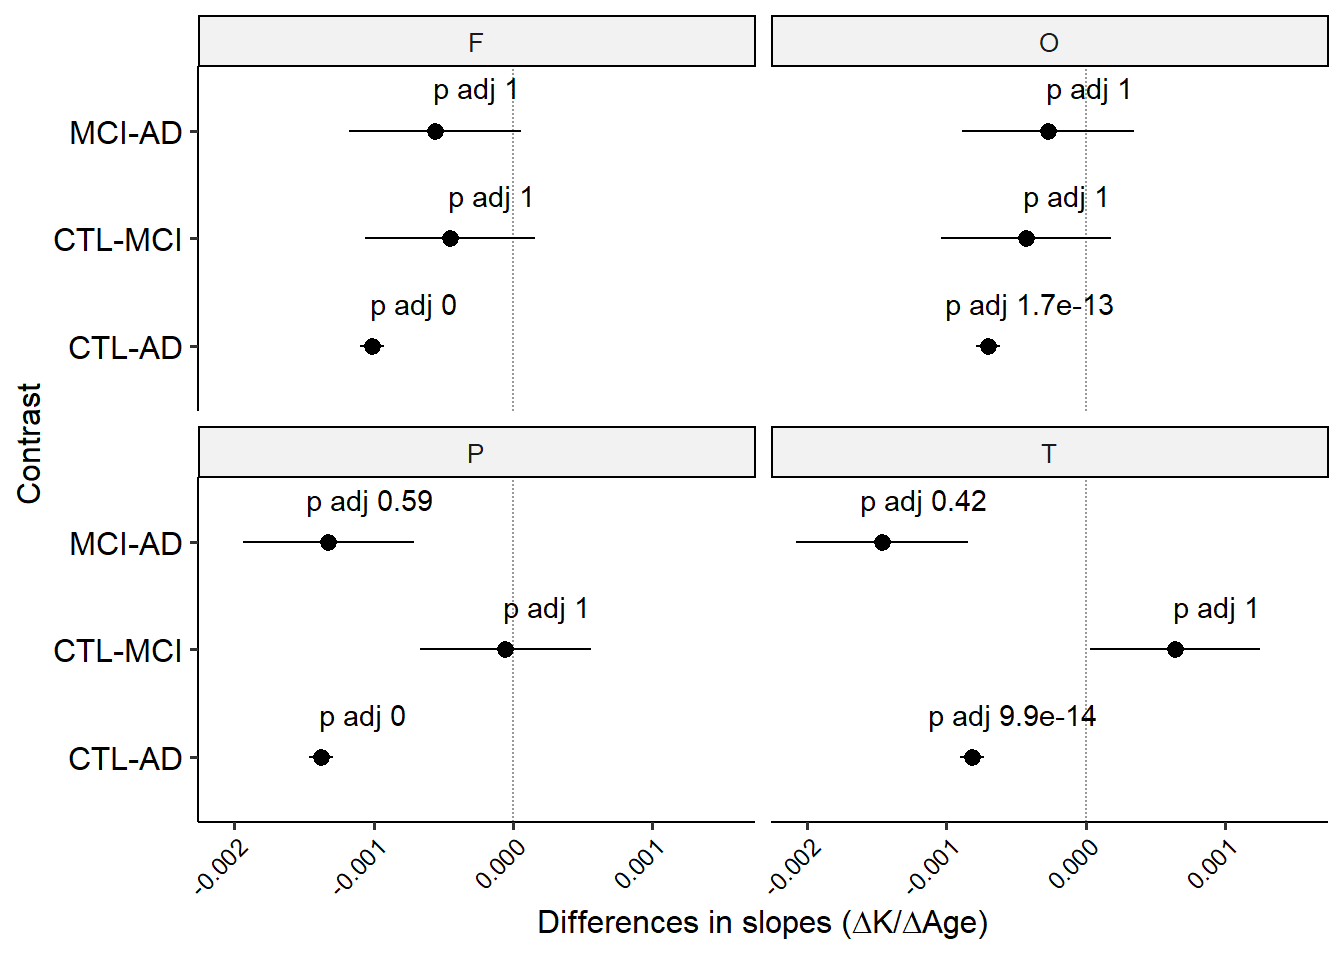 F
O
p adj 1
p adj 1
MCI-AD
p adj 1
p adj 1
CTL-MCI
p adj 0
p adj 1.7e-13
CTL-AD
Contrast
P
T
p adj 0.59
p adj 0.42
MCI-AD
p adj 1
p adj 1
CTL-MCI
p adj 0
p adj 9.9e-14
CTL-AD
-0.002
-0.001
0.000
0.001
-0.002
-0.001
0.000
0.001
Differences in slopes (ΔK/ΔAge)